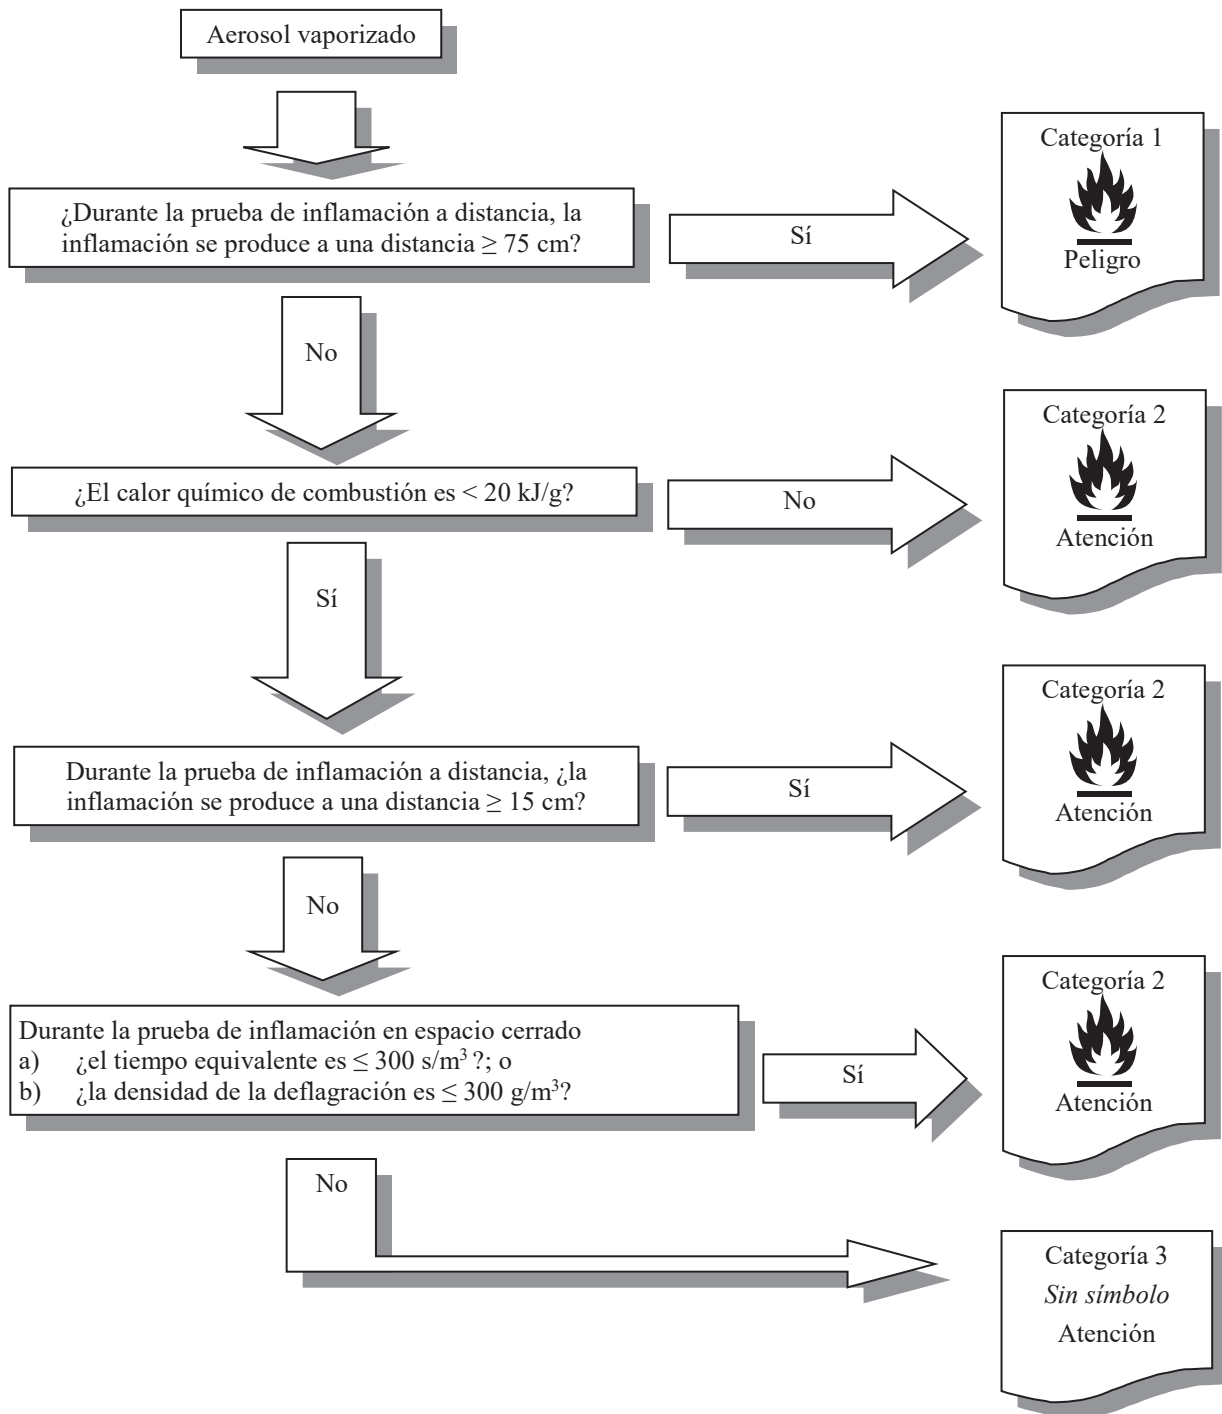 Aerosol vaporizado
¿Durante la prueba de inflamación a distancia, la
inflamación se produce a una distancia ≥ 75 cm?
Sí
Categoría 1
Peligro
No
¿El calor químico de combustión es < 20 kJ/g?
No
Categoría 2
Atención
Sí
Durante la prueba de inflamación a distancia, ¿la
inflamación se produce a una distancia ≥ 15 cm?
Sí
Categoría 2
Atención
No
Durante la prueba de inflamación en espacio cerrado
a) ¿el tiempo equivalente es ≤ 300 s/m³ ?; o
b) ¿la densidad de la deflagración es ≤ 300 g/m³?
Sí
Categoría 2
Atención
No
Categoría 3
Sin símbolo
Atención